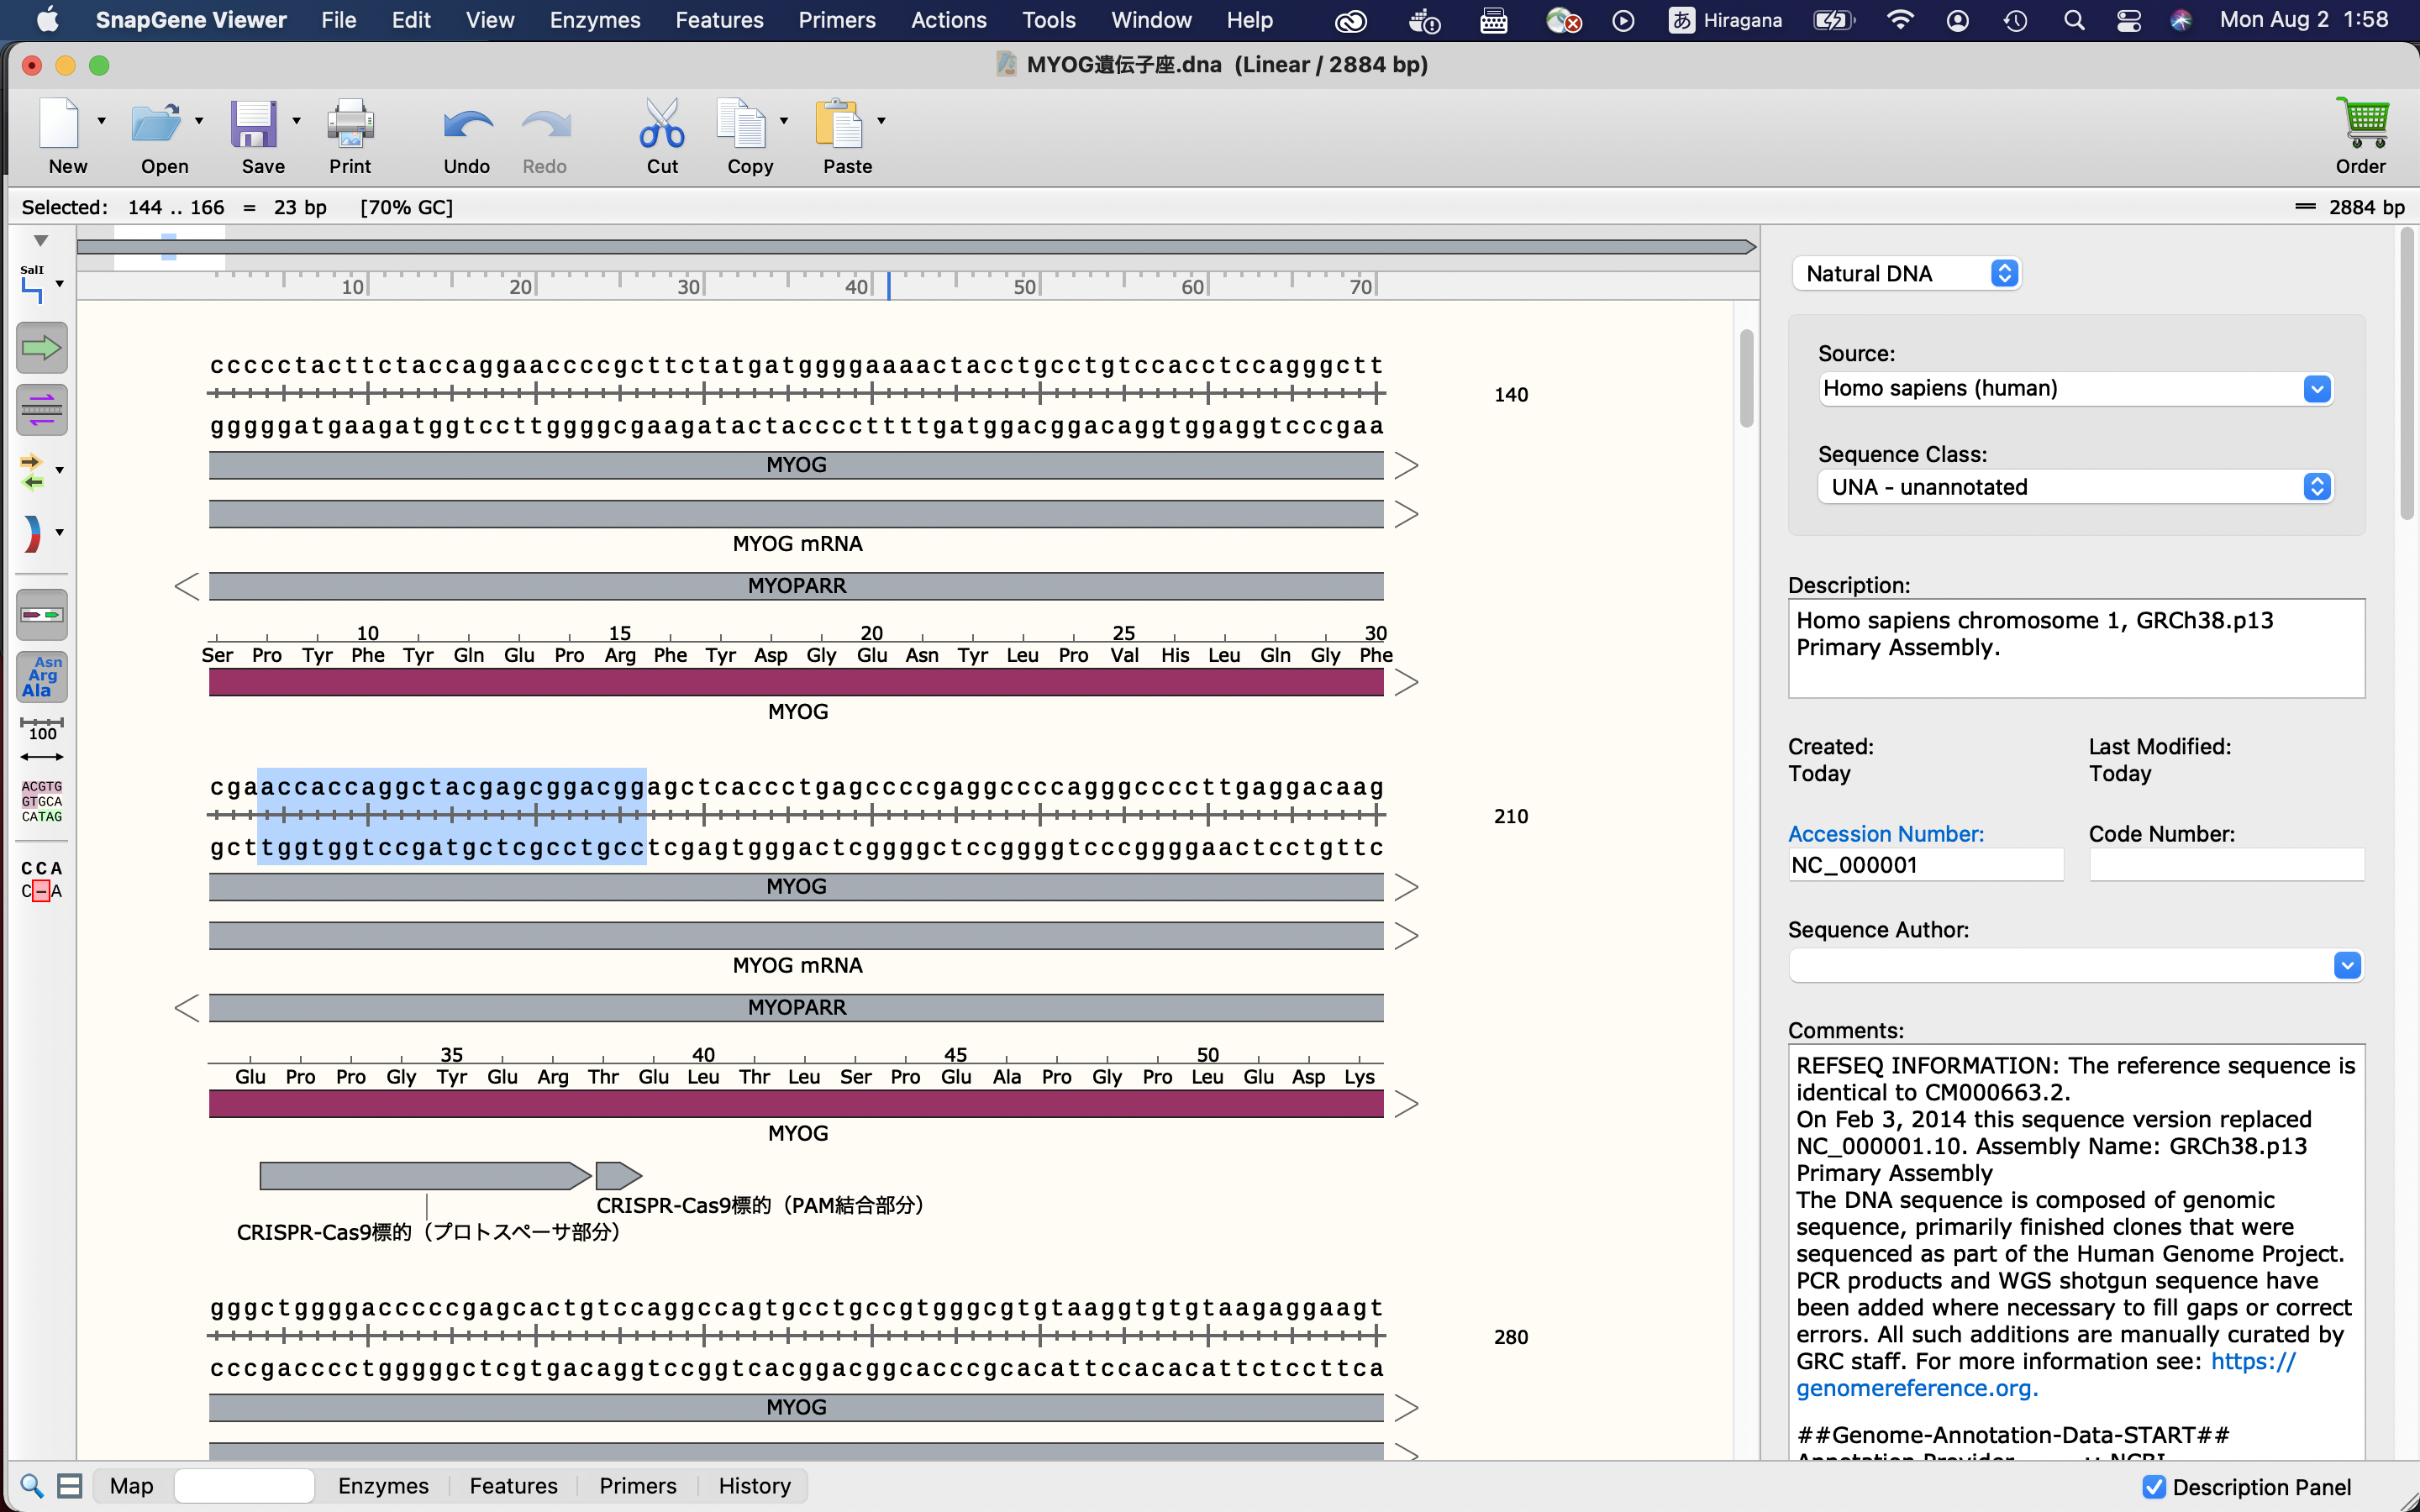 SnapGene Viewer File Edit View Enzymes Features Primers Actions Tools Window Help あ Hiragana Mon Aug 2 1:58
MYOG遺伝子座.dna (Linear / 2884 bp)
New Open Save Print Undo Redo Cut Copy Paste Order
Selected: 144 .. 166 = 23 bp [70% GC] 2884 bp
SalI
10 20 30 40 50 60 70
cccctacttctaccaggaaccccgcttctatgatggggaaaactacctgcctgtccacctccagggctt
140
gggggatgaagatggtccttggggcgaagatactaccccttttgatggacggacaggtggaggtcccgaa
MYOG
MYOG mRNA
MYOPARR
10 15 20 25 30
Ser Pro Tyr Phe Tyr Gln Glu Pro Arg Phe Tyr Asp Gly Glu Asn Tyr Leu Pro Val His Leu Gln Gly Phe
MYOG
cgaaccaccaggctacgagcggacggagctcaccctgagccccgaggccccagggccccttgaggacaag
210
gcttggtggtccgatgctcgcctgcctcgagtgggactcggggctccggggtcccggggaactcctgttc
MYOG
MYOG mRNA
MYOPARR
35 40 45 50
Glu Pro Pro Gly Tyr Glu Arg Thr Glu Leu Thr Leu Ser Pro Glu Ala Pro Gly Pro Leu Glu Asp Lys
MYOG
CRISPR-Cas9標的（PAM結合部分）
CRISPR-Cas9標的（プロトスペーサ部分）
gggctggggacccccgagcactgtccaggccagtgcctgccgtgggcgtgtaaggtgtgtaagaggaagt
280
cccgacccctgggggctcgtgacaggtccggtcacggacggcacccgcacattccacacattctccttca
MYOG
Asn
Arg
Ala
100
ACGTG
GTGCA
CATAG
CCA
C–A
Natural DNA
Source:
Homo sapiens (human)
Sequence Class:
UNA - unannotated
Description:
Homo sapiens chromosome 1, GRCh38.p13
Primary Assembly.
Created: Last Modified:
Today Today
Accession Number: Code Number:
NC_000001
Sequence Author:
Comments:
REFSEQ INFORMATION: The reference sequence is
identical to CM000663.2.
On Feb 3, 2014 this sequence version replaced
NC_000001.10. Assembly Name: GRCh38.p13
Primary Assembly
The DNA sequence is composed of genomic
sequence, primarily finished clones that were
sequenced as part of the Human Genome Project.
PCR products and WGS shotgun sequence have
been added where necessary to fill gaps or correct
errors. All such additions are manually curated by
GRC staff. For more information see: https://
genomereference.org.
##Genome-Annotation-Data-START##
Map Enzymes Features Primers History Description Panel